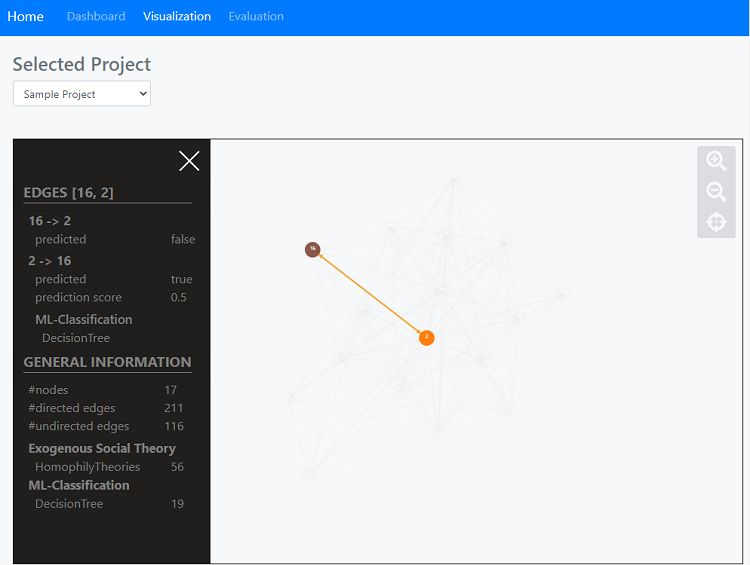 Home Dashboard Visualization Evaluation
Selected Project
Sample Project
EDGES [16, 2]
16 -> 2
predicted false
2 -> 16
predicted true
prediction score 0.5
ML-Classification
DecisionTree
GENERAL INFORMATION
#nodes 17
#directed edges 211
#undirected edges 116
Exogenous Social Theory
HomophilyTheories 56
ML-Classification
DecisionTree 19
16
2